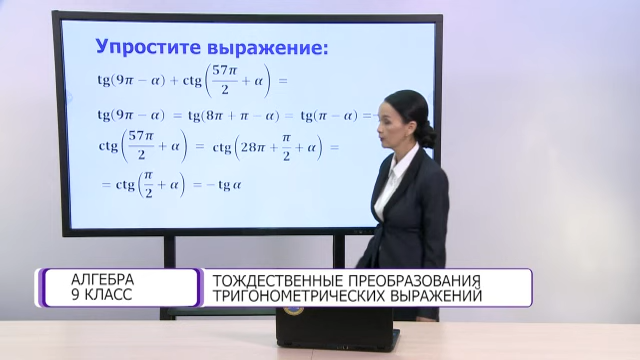 Упростите выражение:
tg(9π − α) + ctg(57π/2 + α) =
tg(9π − α) = tg(8π + π − α) = tg(π − α) = −
ctg(57π/2 + α) = ctg(28π + π/2 + α) =
= ctg(π/2 + α) = − tg α
АЛГЕБРА
9 КЛАСС
ТОЖДЕСТВЕННЫЕ ПРЕОБРАЗОВАНИЯ
ТРИГОНОМЕТРИЧЕСКИХ ВЫРАЖЕНИЙ